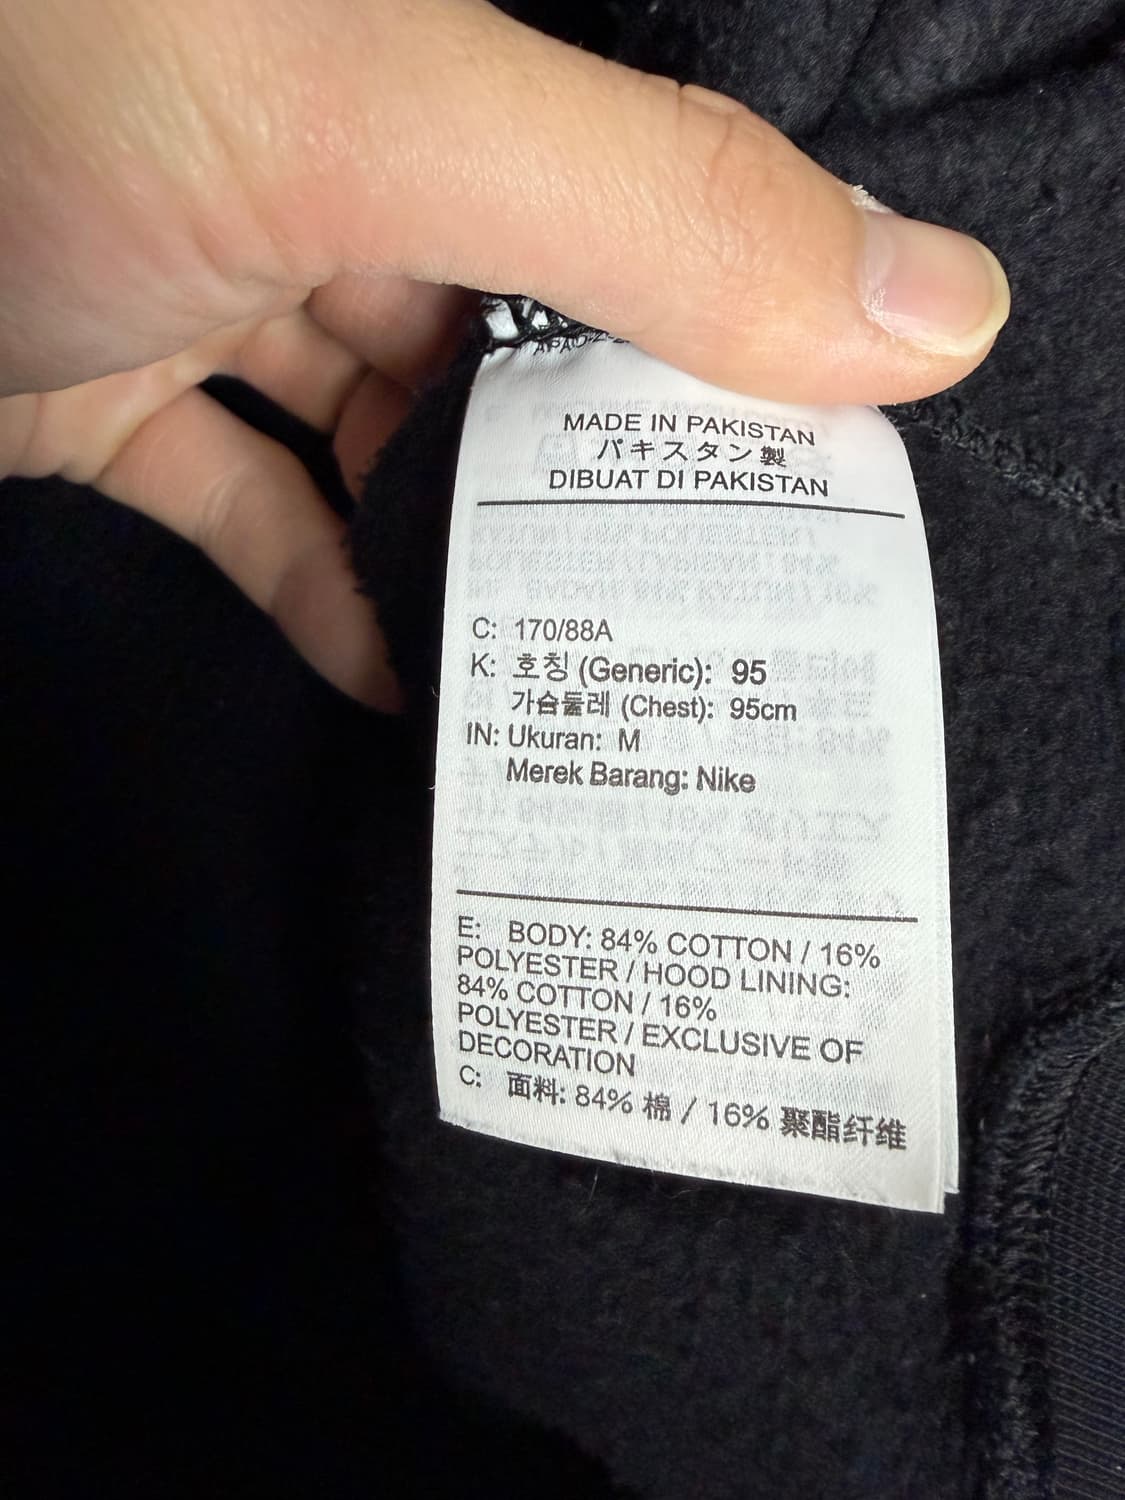 MADE IN PAKISTAN
パキスタン製
DIBUAT DI PAKISTAN
C: 170/88A
K: 호칭 (Generic): 95
가슴둘레 (Chest): 95cm
IN: Ukuran: M
Merek Barang: Nike
E: BODY: 84% COTTON / 16%
POLYESTER / HOOD LINING:
84% COTTON / 16%
POLYESTER / EXCLUSIVE OF
DECORATION
C: 面料: 84% 棉 / 16% 聚酯纤维